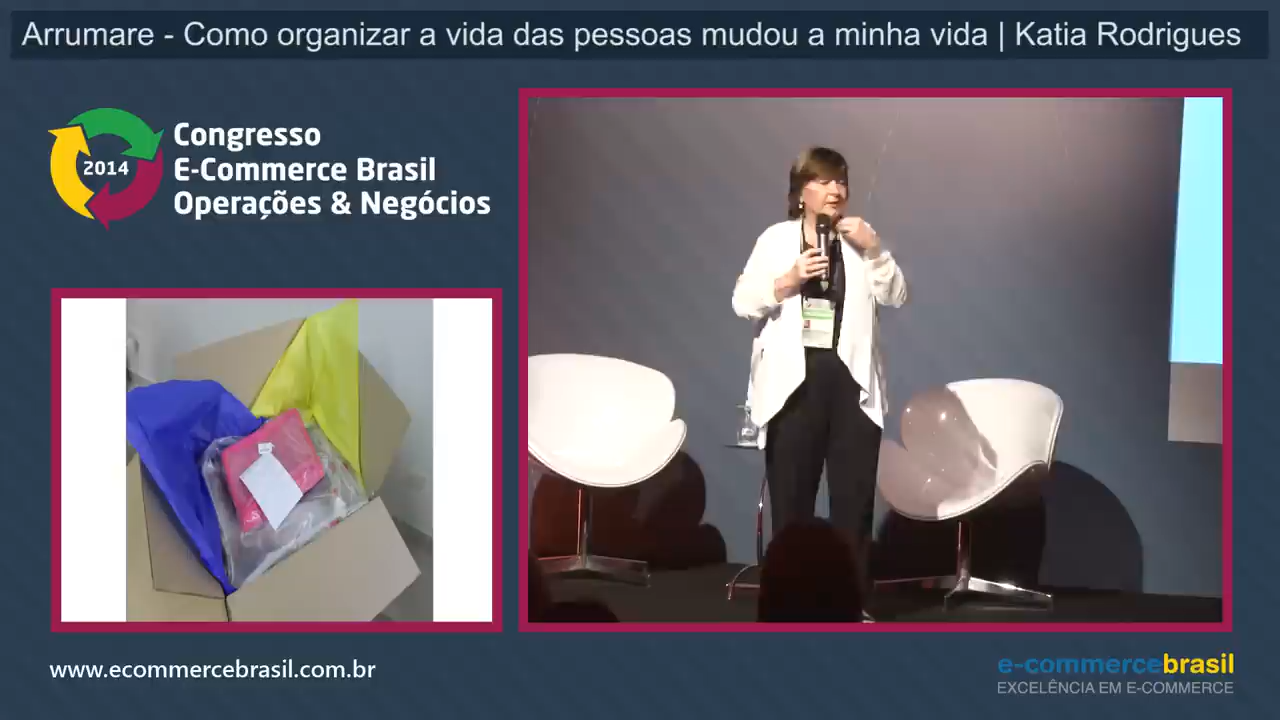 Arrumare - Como organizar a vida das pessoas mudou a minha vida | Katia Rodrigues
2014
Congresso
E-Commerce Brasil
Operações & Negócios
www.ecommercebrasil.com.br
e-commercebrasil
EXCELÊNCIA EM E-COMMERCE